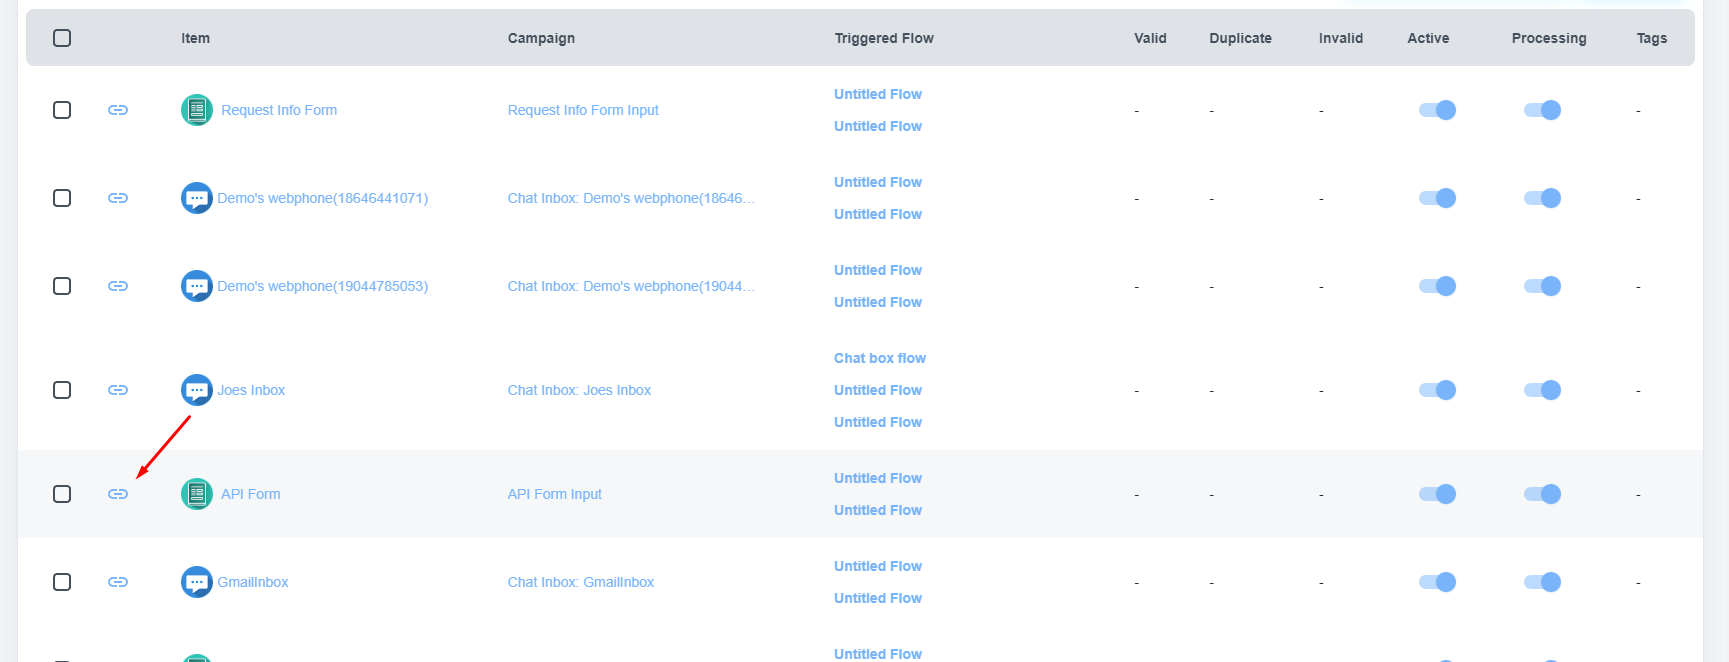 Item Campaign Triggered Flow Valid Duplicate Invalid Active Processing Tags
Request Info Form Request Info Form Input Untitled Flow - - - -
Untitled Flow
Demo's webphone(18646441071) Chat Inbox: Demo's webphone(18646... Untitled Flow - - - -
Untitled Flow
Demo's webphone(19044785053) Chat Inbox: Demo's webphone(19044... Untitled Flow - - - -
Untitled Flow
Chat box flow
Joes Inbox Chat Inbox: Joes Inbox Untitled Flow - - - -
Untitled Flow
API Form API Form Input Untitled Flow - - - -
Untitled Flow
GmailInbox Chat Inbox: GmailInbox Untitled Flow - - - -
Untitled Flow
Untitled Flow